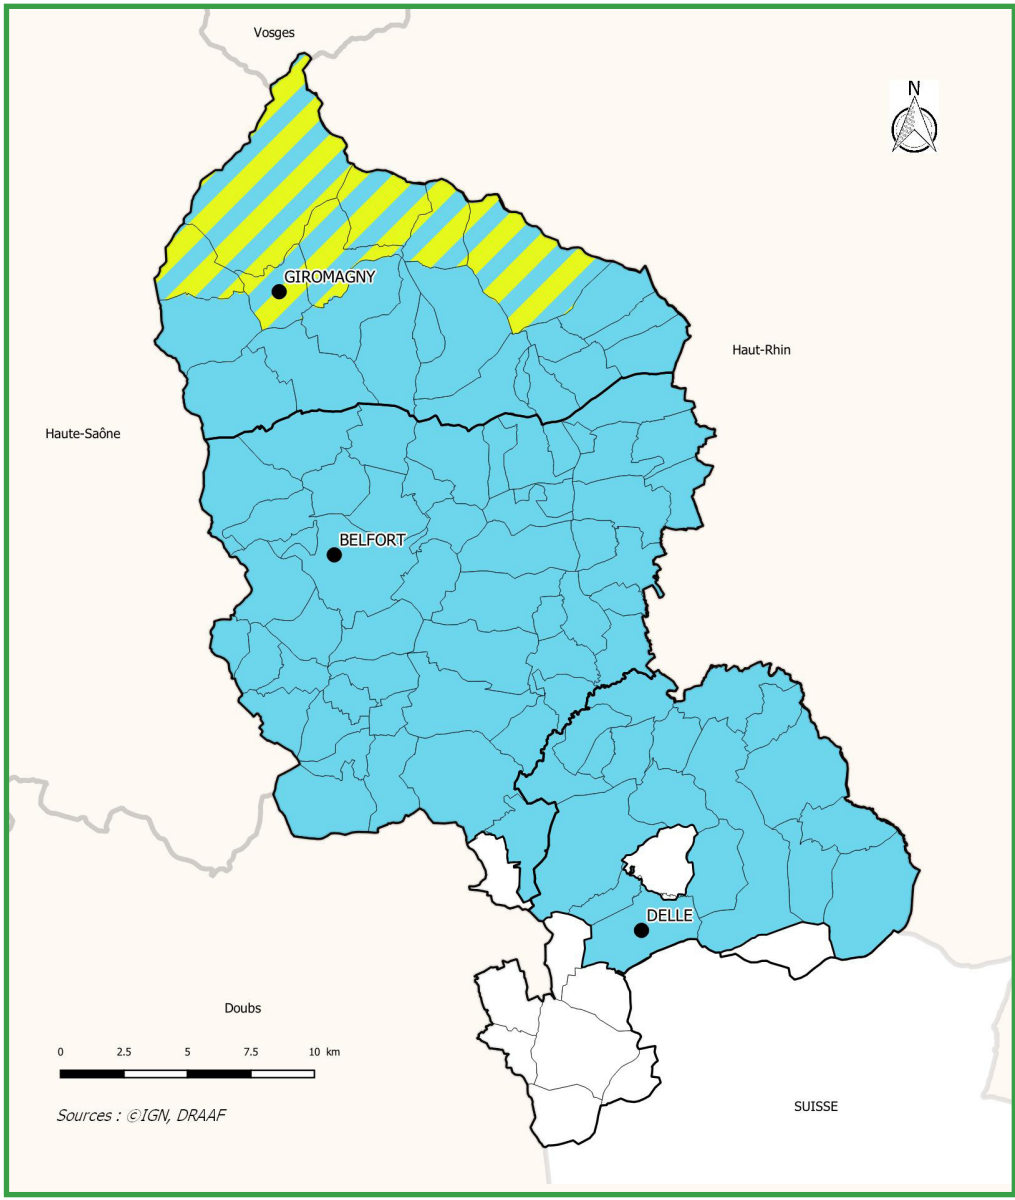 Vosges
N
GIROMAGNY
Haut-Rhin
Haute-Saône
BELFORT
DELLE
Doubs
0 2.5 5 7.5 10 km
SUISSE
Sources : ©IGN, DRAAF